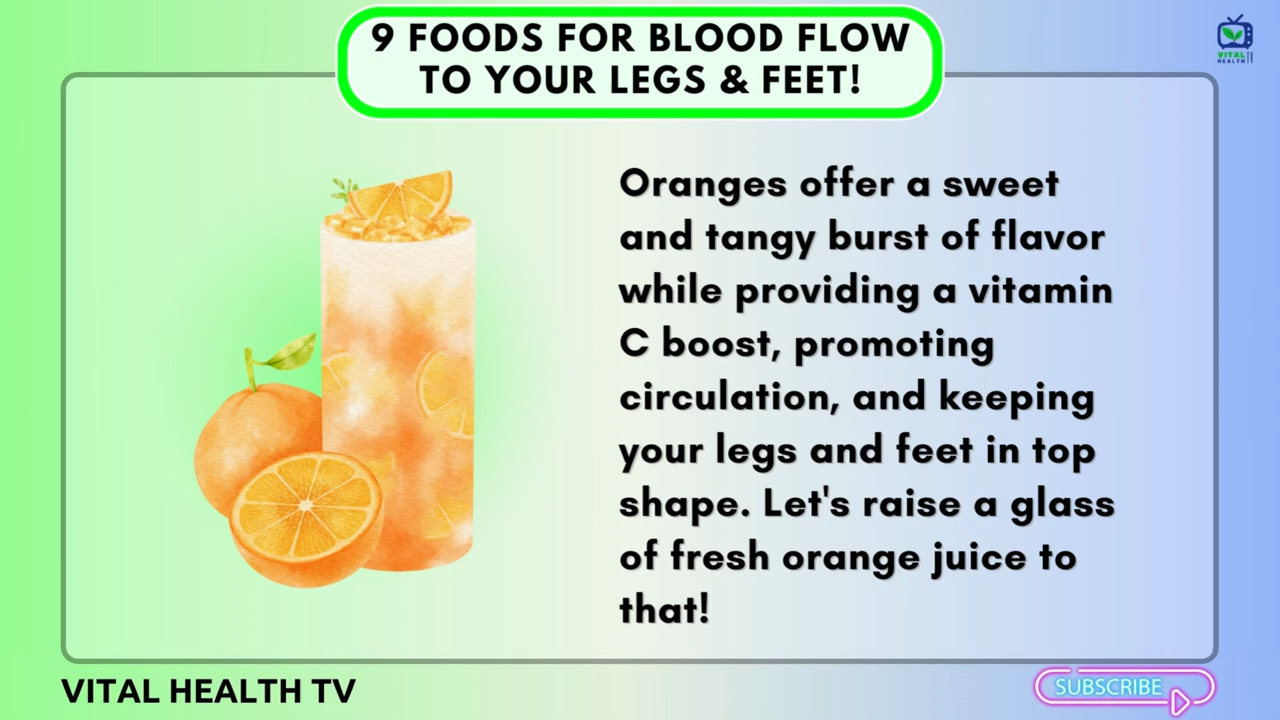 9 FOODS FOR BLOOD FLOW
TO YOUR LEGS & FEET!
VITAL
HEALTH
Oranges offer a sweet
and tangy burst of flavor
while providing a vitamin
C boost, promoting
circulation, and keeping
your legs and feet in top
shape. Let's raise a glass
of fresh orange juice to
that!
VITAL HEALTH TV
SUBSCRIBE